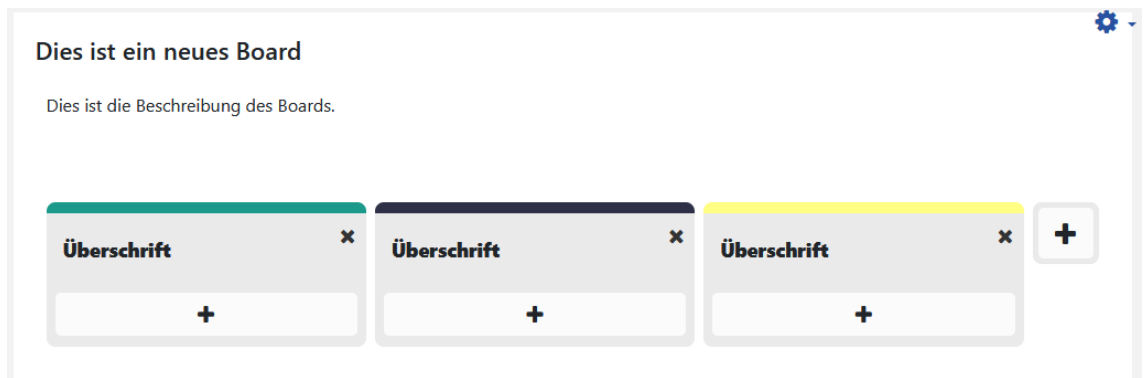 Dies ist ein neues Board
Dies ist die Beschreibung des Boards.
Überschrift
Überschrift
Überschrift